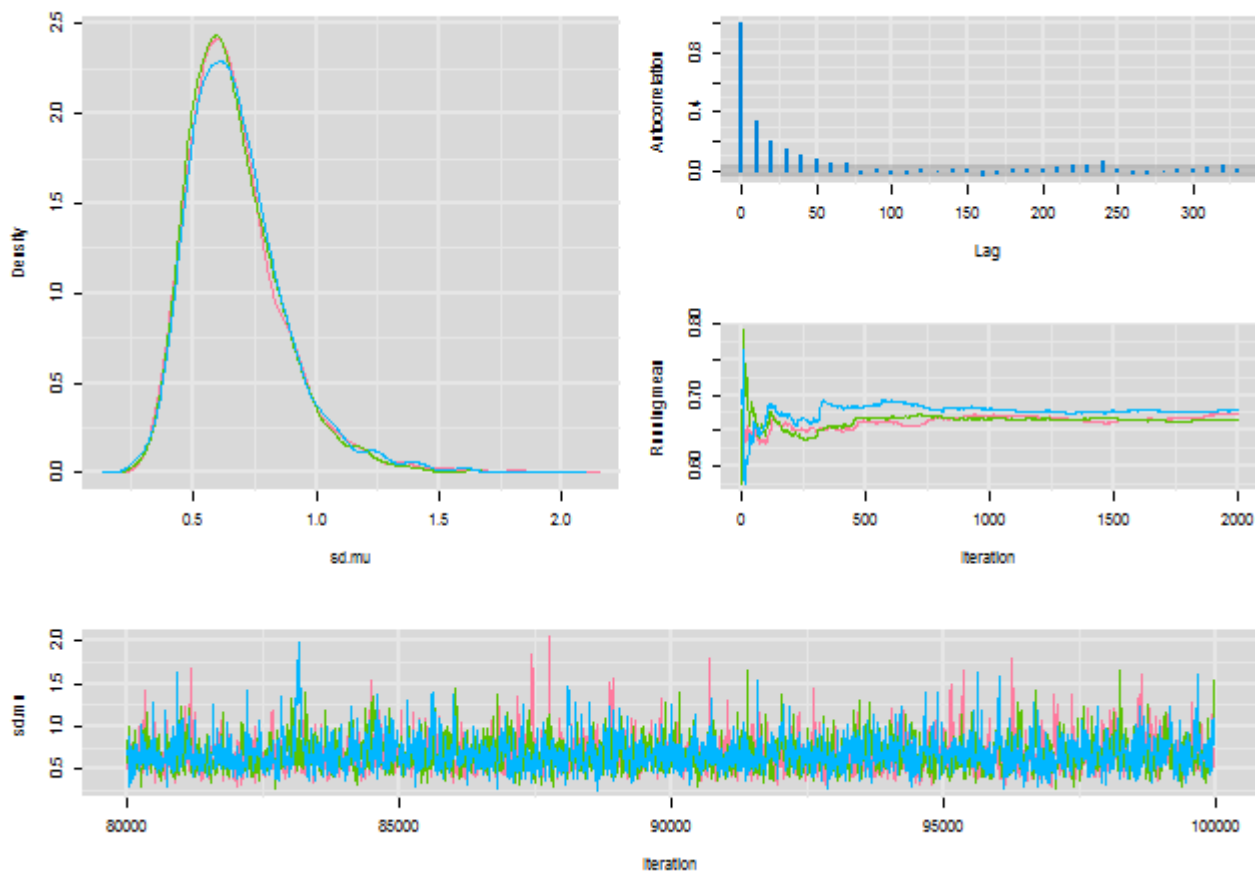 Density
0.0 0.5 1.0 1.5 2.0 2.5
0.5 1.0 1.5 2.0
sd.mu
Autocorrelation
0.0 0.4 0.8
0 50 100 150 200 250 300
Lag
Running mean
0.60 0.70 0.80
0 500 1000 1500 2000
Iteration
sd.mu
0.5 1.0 1.5 2.0
80000 85000 90000 95000 100000
Iteration